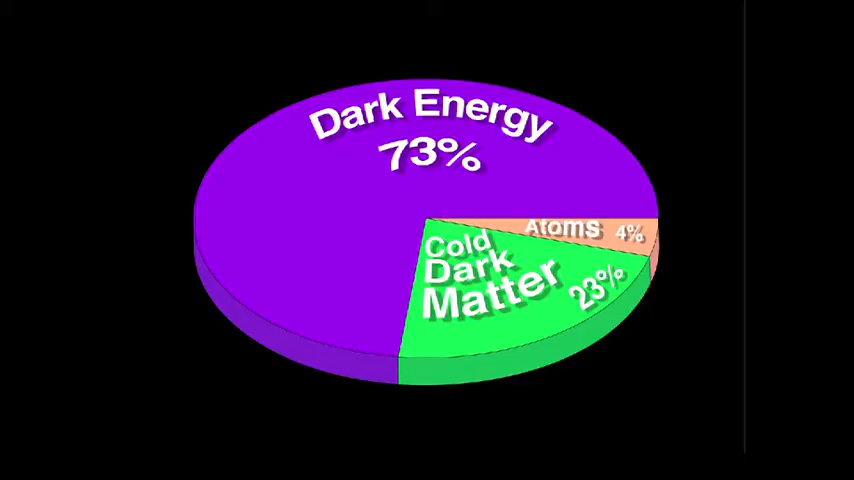 Dark Energy
73%
Atoms 4%
Cold
Dark
Matter
23%